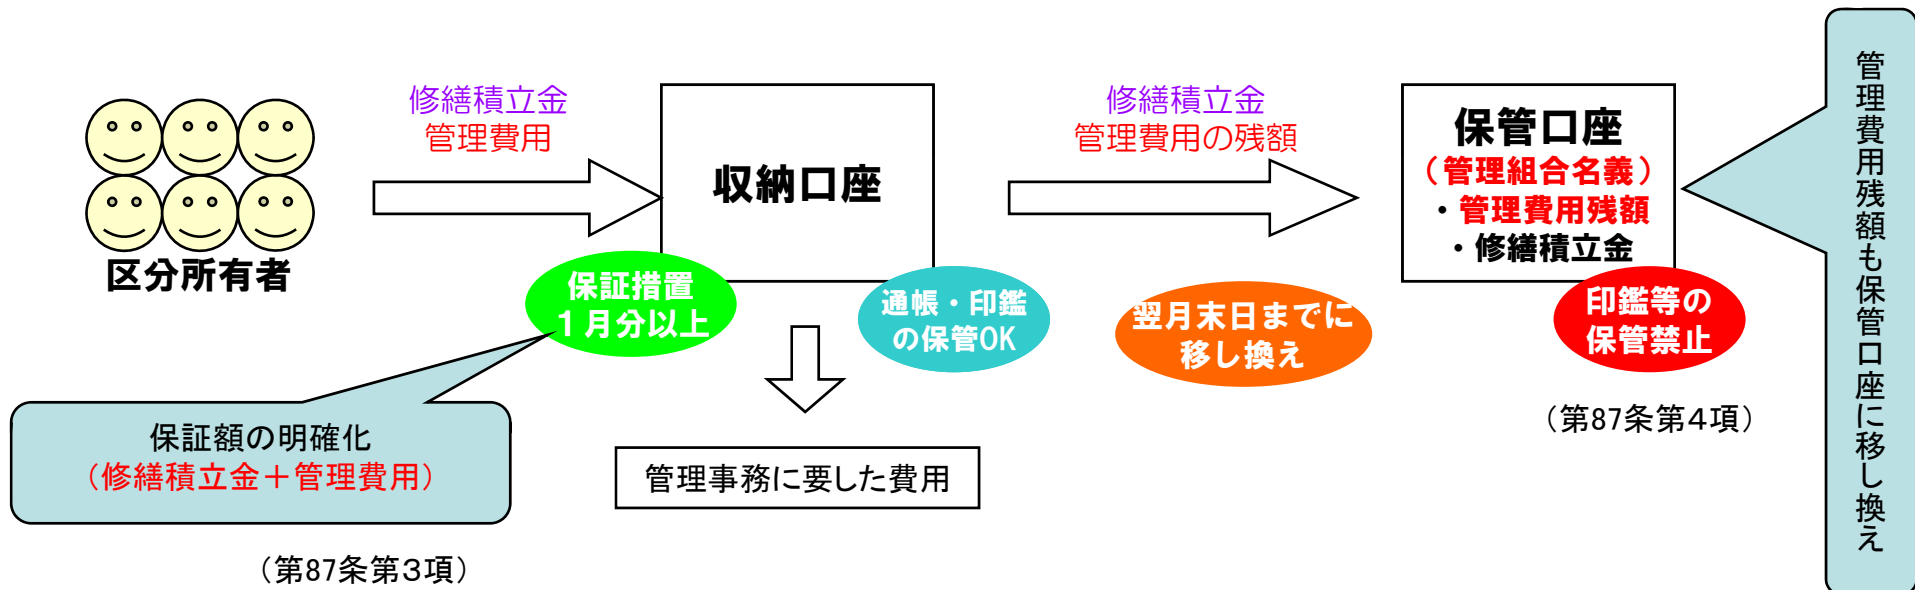 区分所有者
修繕積立金
管理費用
収納口座
保証措置
１月分以上
通帳・印鑑
の保管OK
保証額の明確化
（修繕積立金＋管理費用）
（第87条第３項）
管理事務に要した費用
修繕積立金
管理費用の残額
翌月末日までに
移し換え
保管口座
（管理組合名義）
・管理費用残額
・修繕積立金
印鑑等の
保管禁止
（第87条第４項）
管理費用残額も保管口座に移し換え